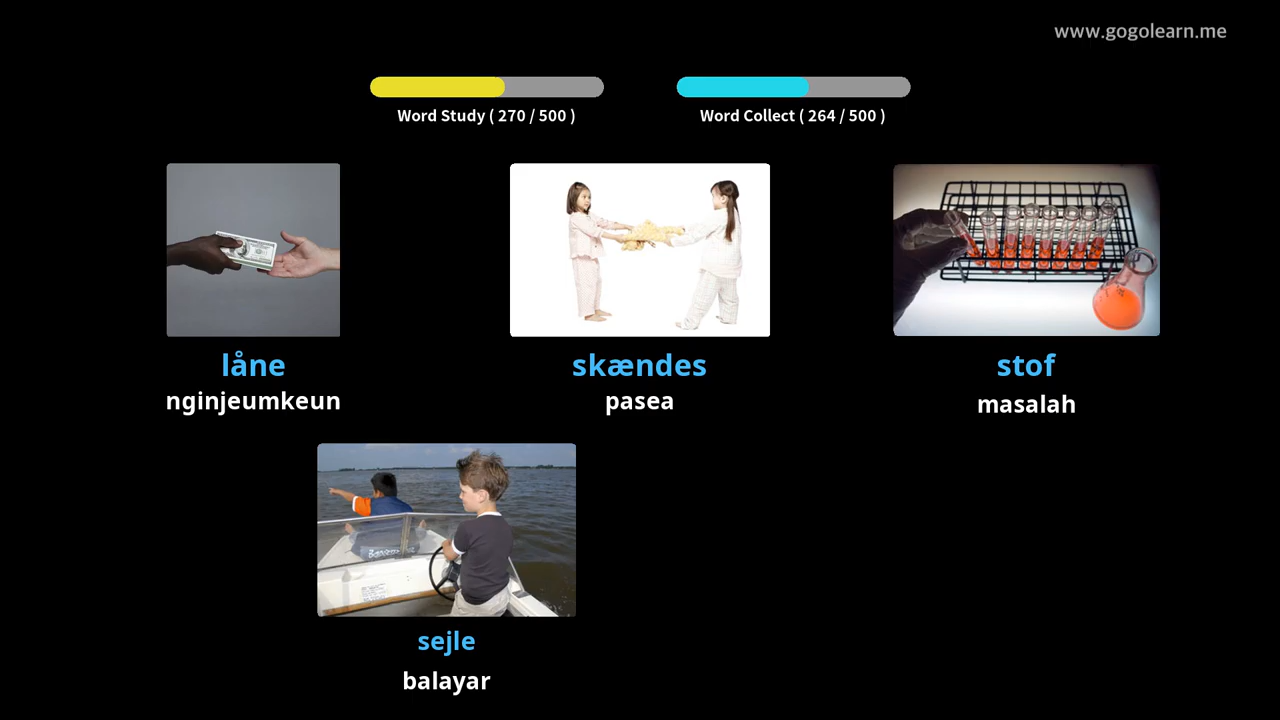 www.gogolearn.me
Word Study ( 270 / 500 )
Word Collect ( 264 / 500 )
låne
skændes
stof
nginjeumkeun
pasea
masalah
sejle
balayar